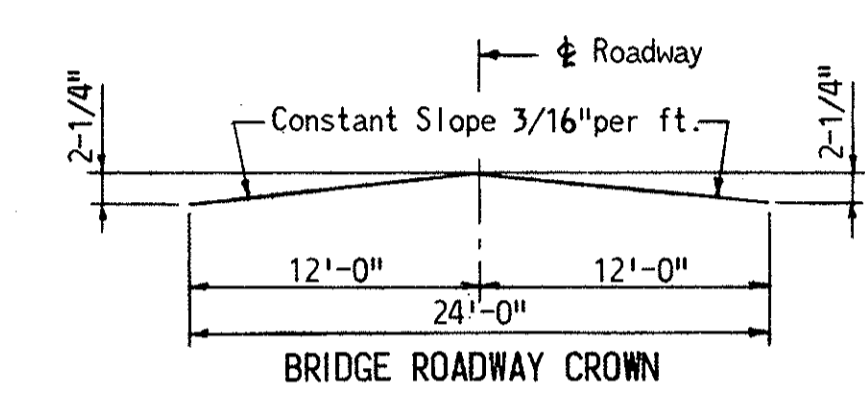 ℄ Roadway
2-1/4"
Constant Slope 3/16"per ft.
2-1/4"
12'-0"
12'-0"
24'-0"
BRIDGE ROADWAY CROWN